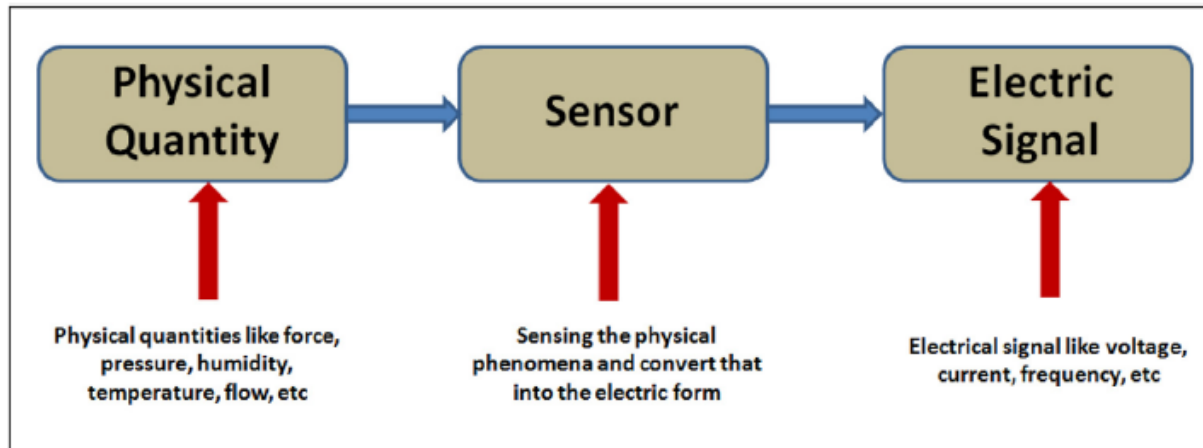 Physical
Quantity
Sensor
Electric
Signal
Physical quantities like force,
pressure, humidity,
temperature, flow, etc
Sensing the physical
phenomena and convert that
into the electric form
Electrical signal like voltage,
current, frequency, etc